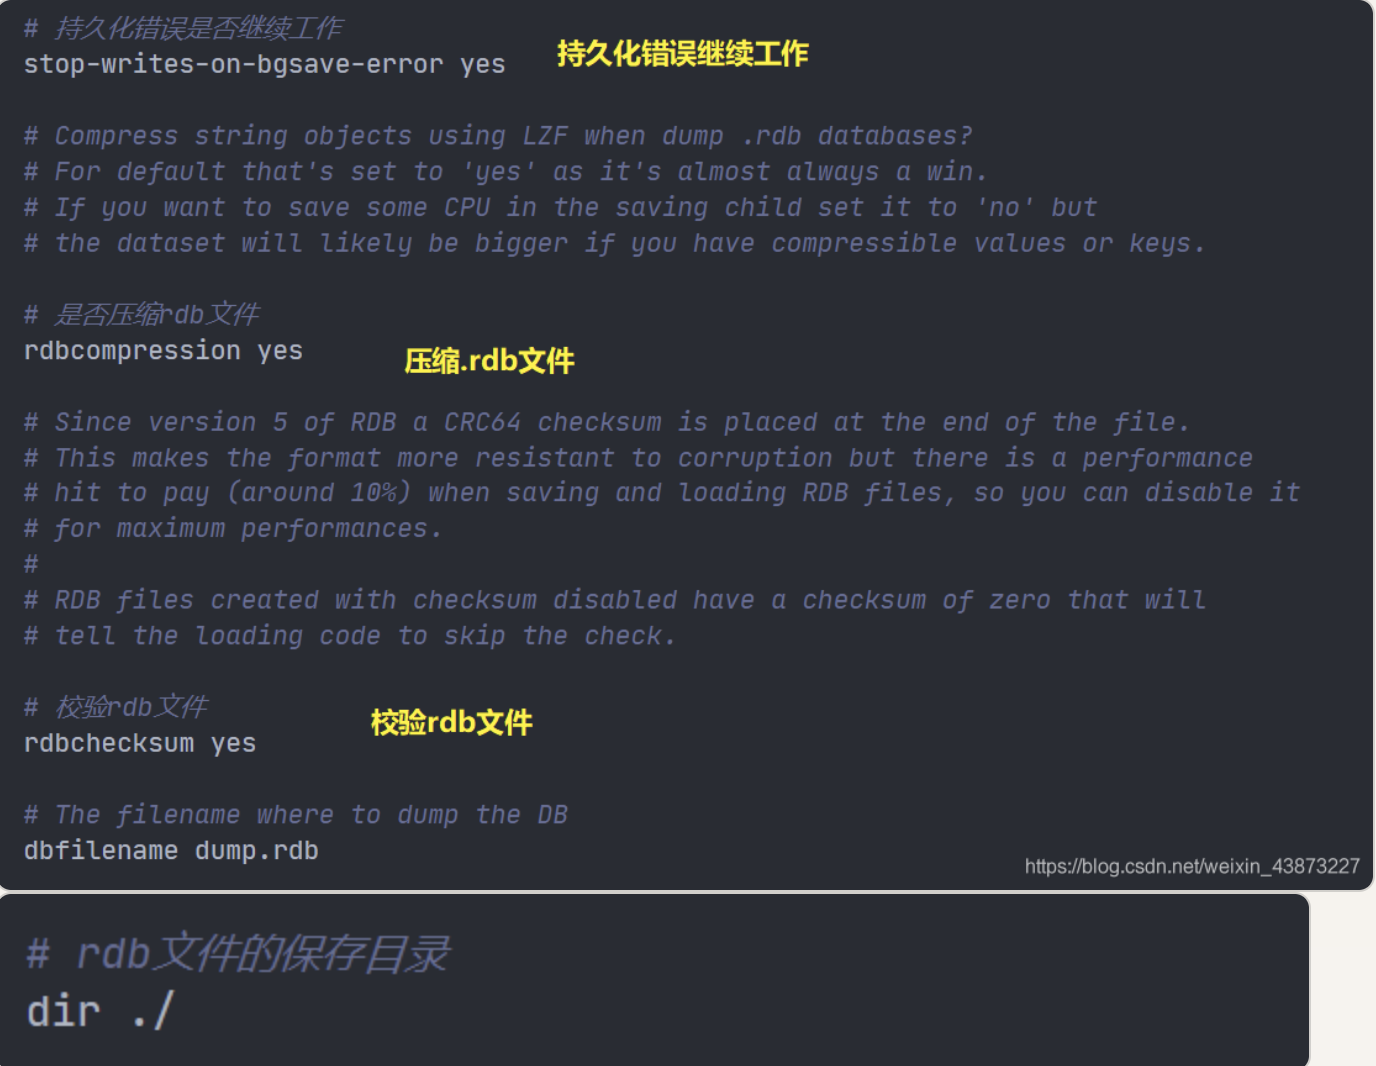 # 持久化错误是否继续工作
stop-writes-on-bgsave-error yes
持久化错误继续工作
# Compress string objects using LZF when dump .rdb databases?
# For default that's set to 'yes' as it's almost always a win.
# If you want to save some CPU in the saving child set it to 'no' but
# the dataset will likely be bigger if you have compressible values or keys.
# 是否压缩rdb文件
rdbcompression yes
压缩.rdb文件
# Since version 5 of RDB a CRC64 checksum is placed at the end of the file.
# This makes the format more resistant to corruption but there is a performance
# hit to pay (around 10%) when saving and loading RDB files, so you can disable it
# for maximum performances.
#
# RDB files created with checksum disabled have a checksum of zero that will
# tell the loading code to skip the check.
# 校验rdb文件
rdbchecksum yes
校验rdb文件
# The filename where to dump the DB
dbfilename dump.rdb
https://blog.csdn.net/weixin_43873227
# rdb文件的保存目录
dir ./